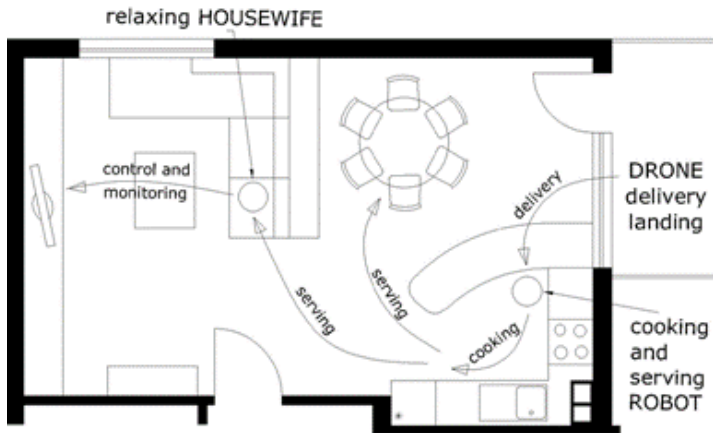 relaxing HOUSEWIFE
control and
monitoring
delivery
DRONE
delivery
landing
serving
serving
cooking
cooking
and
serving
ROBOT